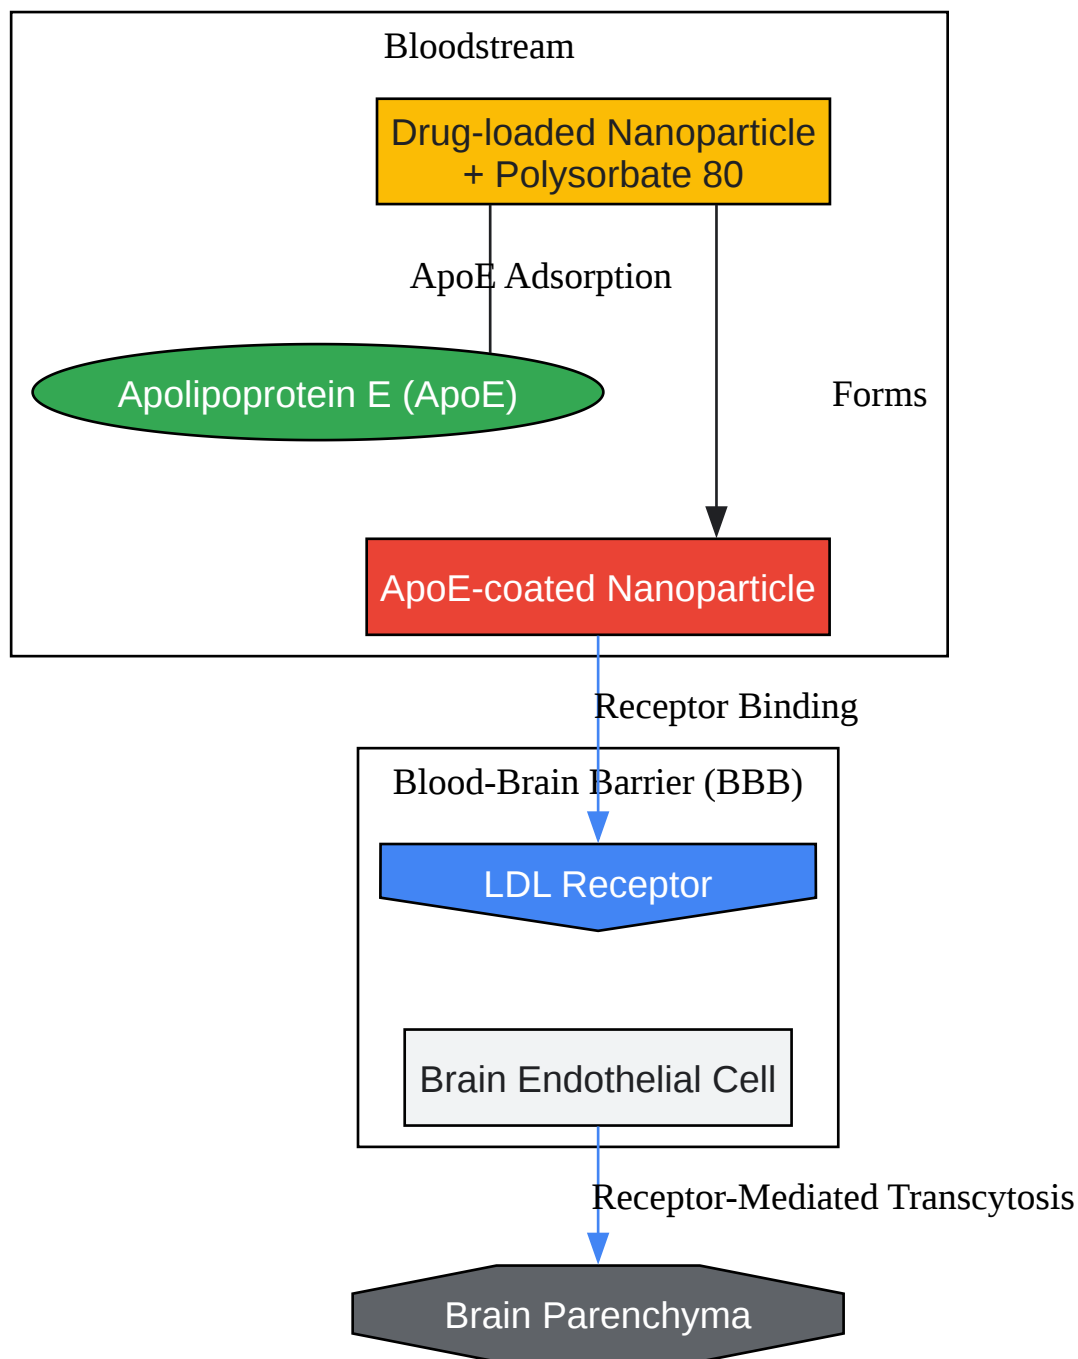 Bloodstream
Drug-loaded Nanoparticle
+ Polysorbate 80
ApoE Adsorption
Apolipoprotein E (ApoE)
Forms
ApoE-coated Nanoparticle
Receptor Binding
Blood-Brain Barrier (BBB)
LDL Receptor
Brain Endothelial Cell
Receptor-Mediated Transcytosis
Brain Parenchyma